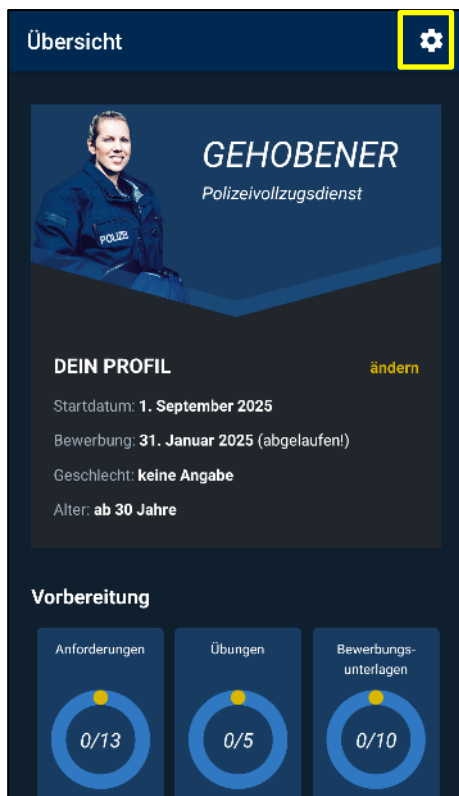 Übersicht
GEHOBENER
Polizeivollzugsdienst
POLIZEI
DEIN PROFIL
ändern
Startdatum: 1. September 2025
Bewerbung: 31. Januar 2025 (abgelaufen!)
Geschlecht: keine Angabe
Alter: ab 30 Jahre
Vorbereitung
Anforderungen
Übungen
Bewerbungs-
unterlagen
0/13
0/5
0/10